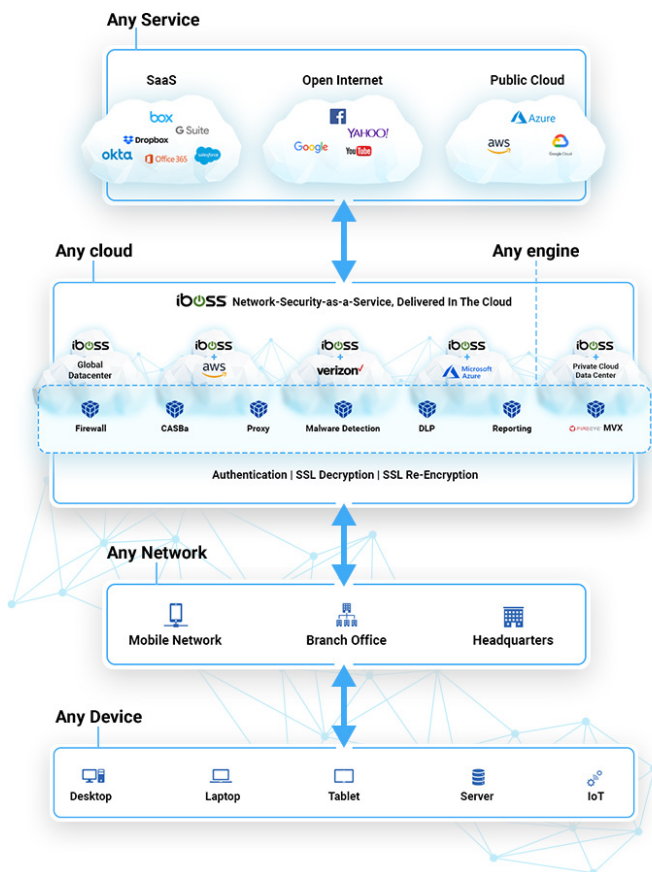 Any Service
SaaS
Open Internet
Public Cloud
box
G Suite
Dropbox
okta
Office 365
salesforce
YAHOO!
Google
YouTube
Azure
aws
Google Cloud
Any cloud
Any engine
iboss Network-Security-as-a-Service, Delivered In The Cloud
iboss
Global
Datacenter
iboss
+
aws
iboss
+
verizon
iboss
+
Microsoft
Azure
iboss
+
Private Cloud
Data Center
Firewall
CASBa
Proxy
Malware Detection
DLP
Reporting
FIREEYE MVX
Authentication | SSL Decryption | SSL Re-Encryption
Any Network
Mobile Network
Branch Office
Headquarters
Any Device
Desktop
Laptop
Tablet
Server
IoT